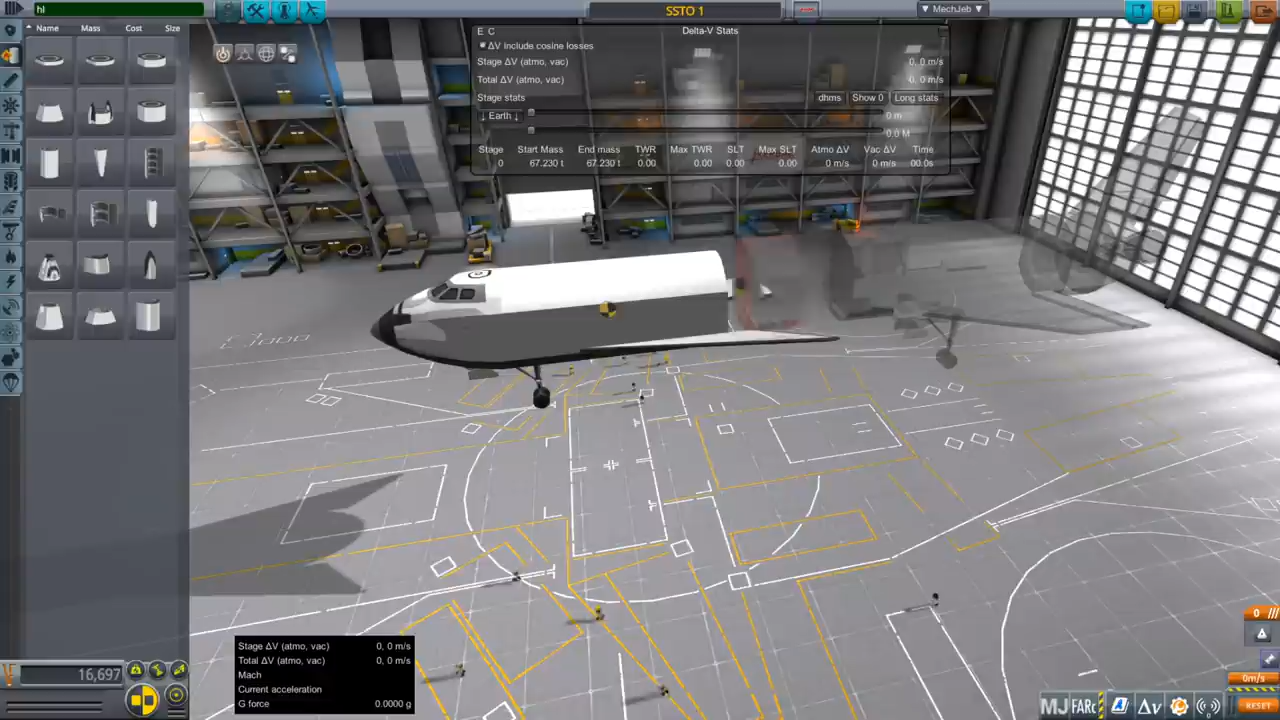 hl
SSTO 1
▼ MechJeb ▼
Name Mass Cost Size
E C Delta-V Stats
ΔV include cosine losses
Stage ΔV (atmo, vac) 0, 0 m/s
Total ΔV (atmo, vac) 0, 0 m/s
Stage stats dhms Show 0 Long stats
↓ Earth ↓ 0 m
0.0 M
Stage Start Mass End mass TWR Max TWR SLT Max SLT Atmo ΔV Vac ΔV Time
0 67.230 t 67.230 t 0.00 0.00 0.00 0.00 0 m/s 0 m/s 00.0s
Stage ΔV (atmo, vac) 0, 0 m/s
Total ΔV (atmo, vac) 0, 0 m/s
Mach
Current acceleration
G force 0.0000 g
16,697
0
0m/s
MJ FAR Δv RESET